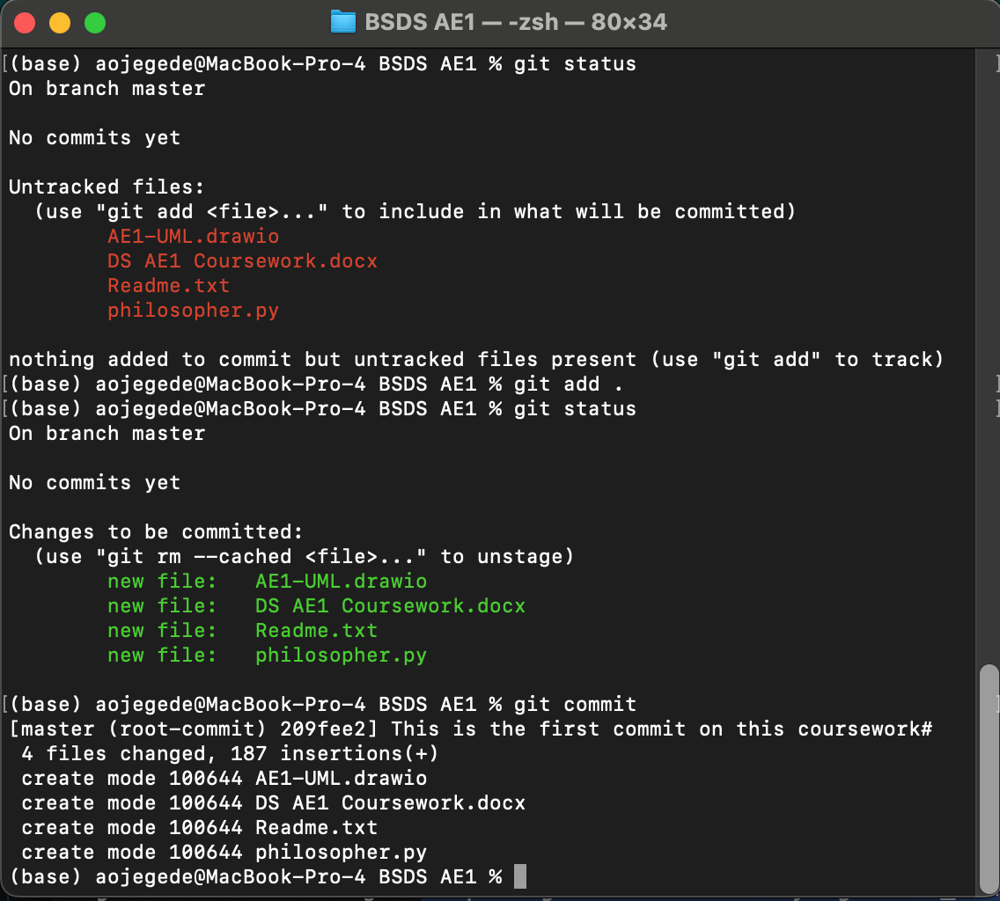 BSDS AE1 — -zsh — 80×34
[(base) aojegede@MacBook-Pro-4 BSDS AE1 % git status ]
On branch master
No commits yet
Untracked files:
(use "git add <file>..." to include in what will be committed)
AE1-UML.drawio
DS AE1 Coursework.docx
Readme.txt
philosopher.py
nothing added to commit but untracked files present (use "git add" to track)
[(base) aojegede@MacBook-Pro-4 BSDS AE1 % git add . ]
[(base) aojegede@MacBook-Pro-4 BSDS AE1 % git status ]
On branch master
No commits yet
Changes to be committed:
(use "git rm --cached <file>..." to unstage)
new file:   AE1-UML.drawio
new file:   DS AE1 Coursework.docx
new file:   Readme.txt
new file:   philosopher.py
[(base) aojegede@MacBook-Pro-4 BSDS AE1 % git commit ]
[master (root-commit) 209fee2] This is the first commit on this coursework#
4 files changed, 187 insertions(+)
create mode 100644 AE1-UML.drawio
create mode 100644 DS AE1 Coursework.docx
create mode 100644 Readme.txt
create mode 100644 philosopher.py
(base) aojegede@MacBook-Pro-4 BSDS AE1 %